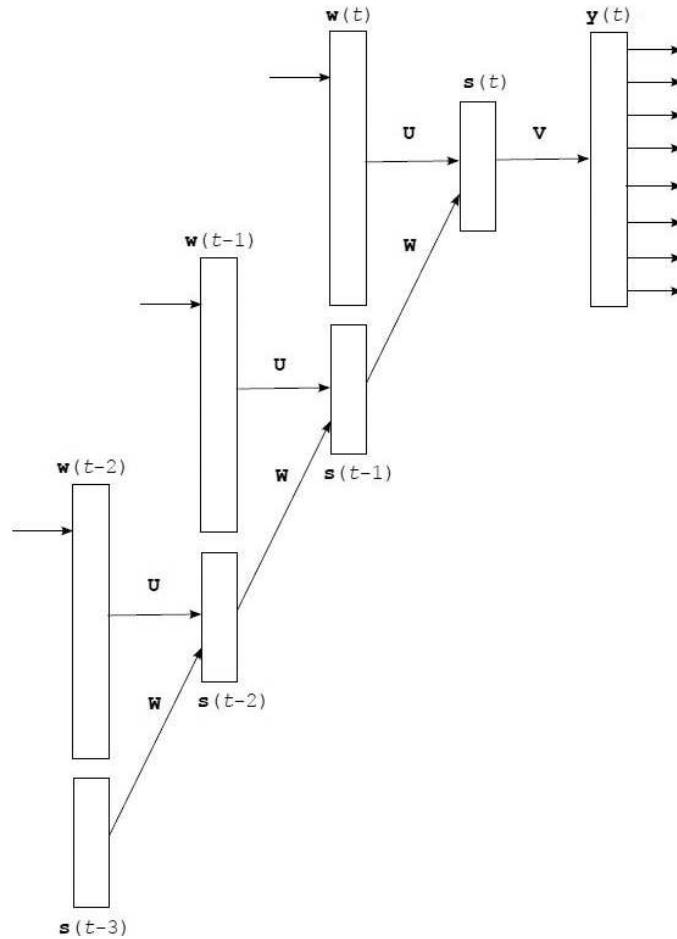 w(t) y(t)
s(t)
U V
w(t-1)
W
U
w(t-2) W s(t-1)
U
W s(t-2)
s(t-3)